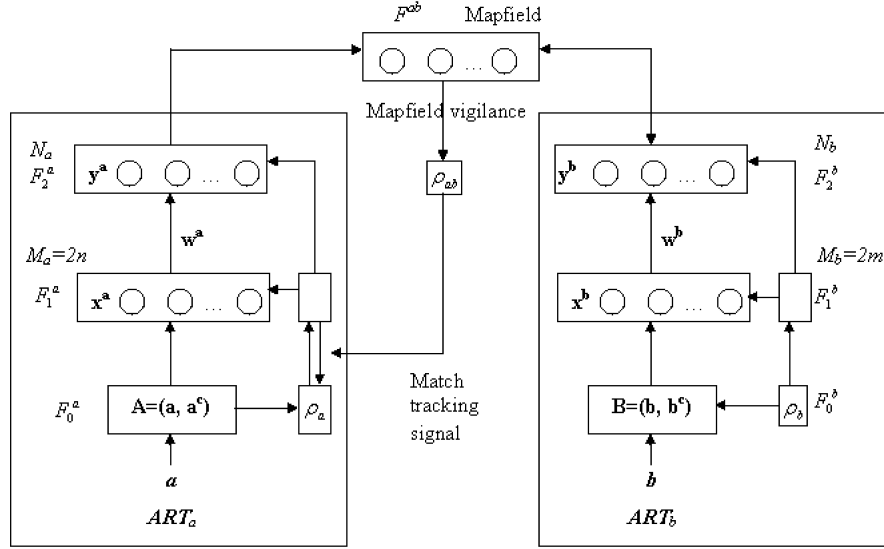 F^ab Mapfield
...
Mapfield vigilance
N_a
F_2^a
y^a ...
ρ_ab
N_b
F_2^b
y^b ...
w^a
w^b
M_a=2n
F_1^a
x^a ...
M_b=2m
F_1^b
x^b ...
Match
tracking
signal
F_0^a
A=(a, a^c)
ρ_a
B=(b, b^c)
ρ_b
F_0^b
a
b
ART_a
ART_b